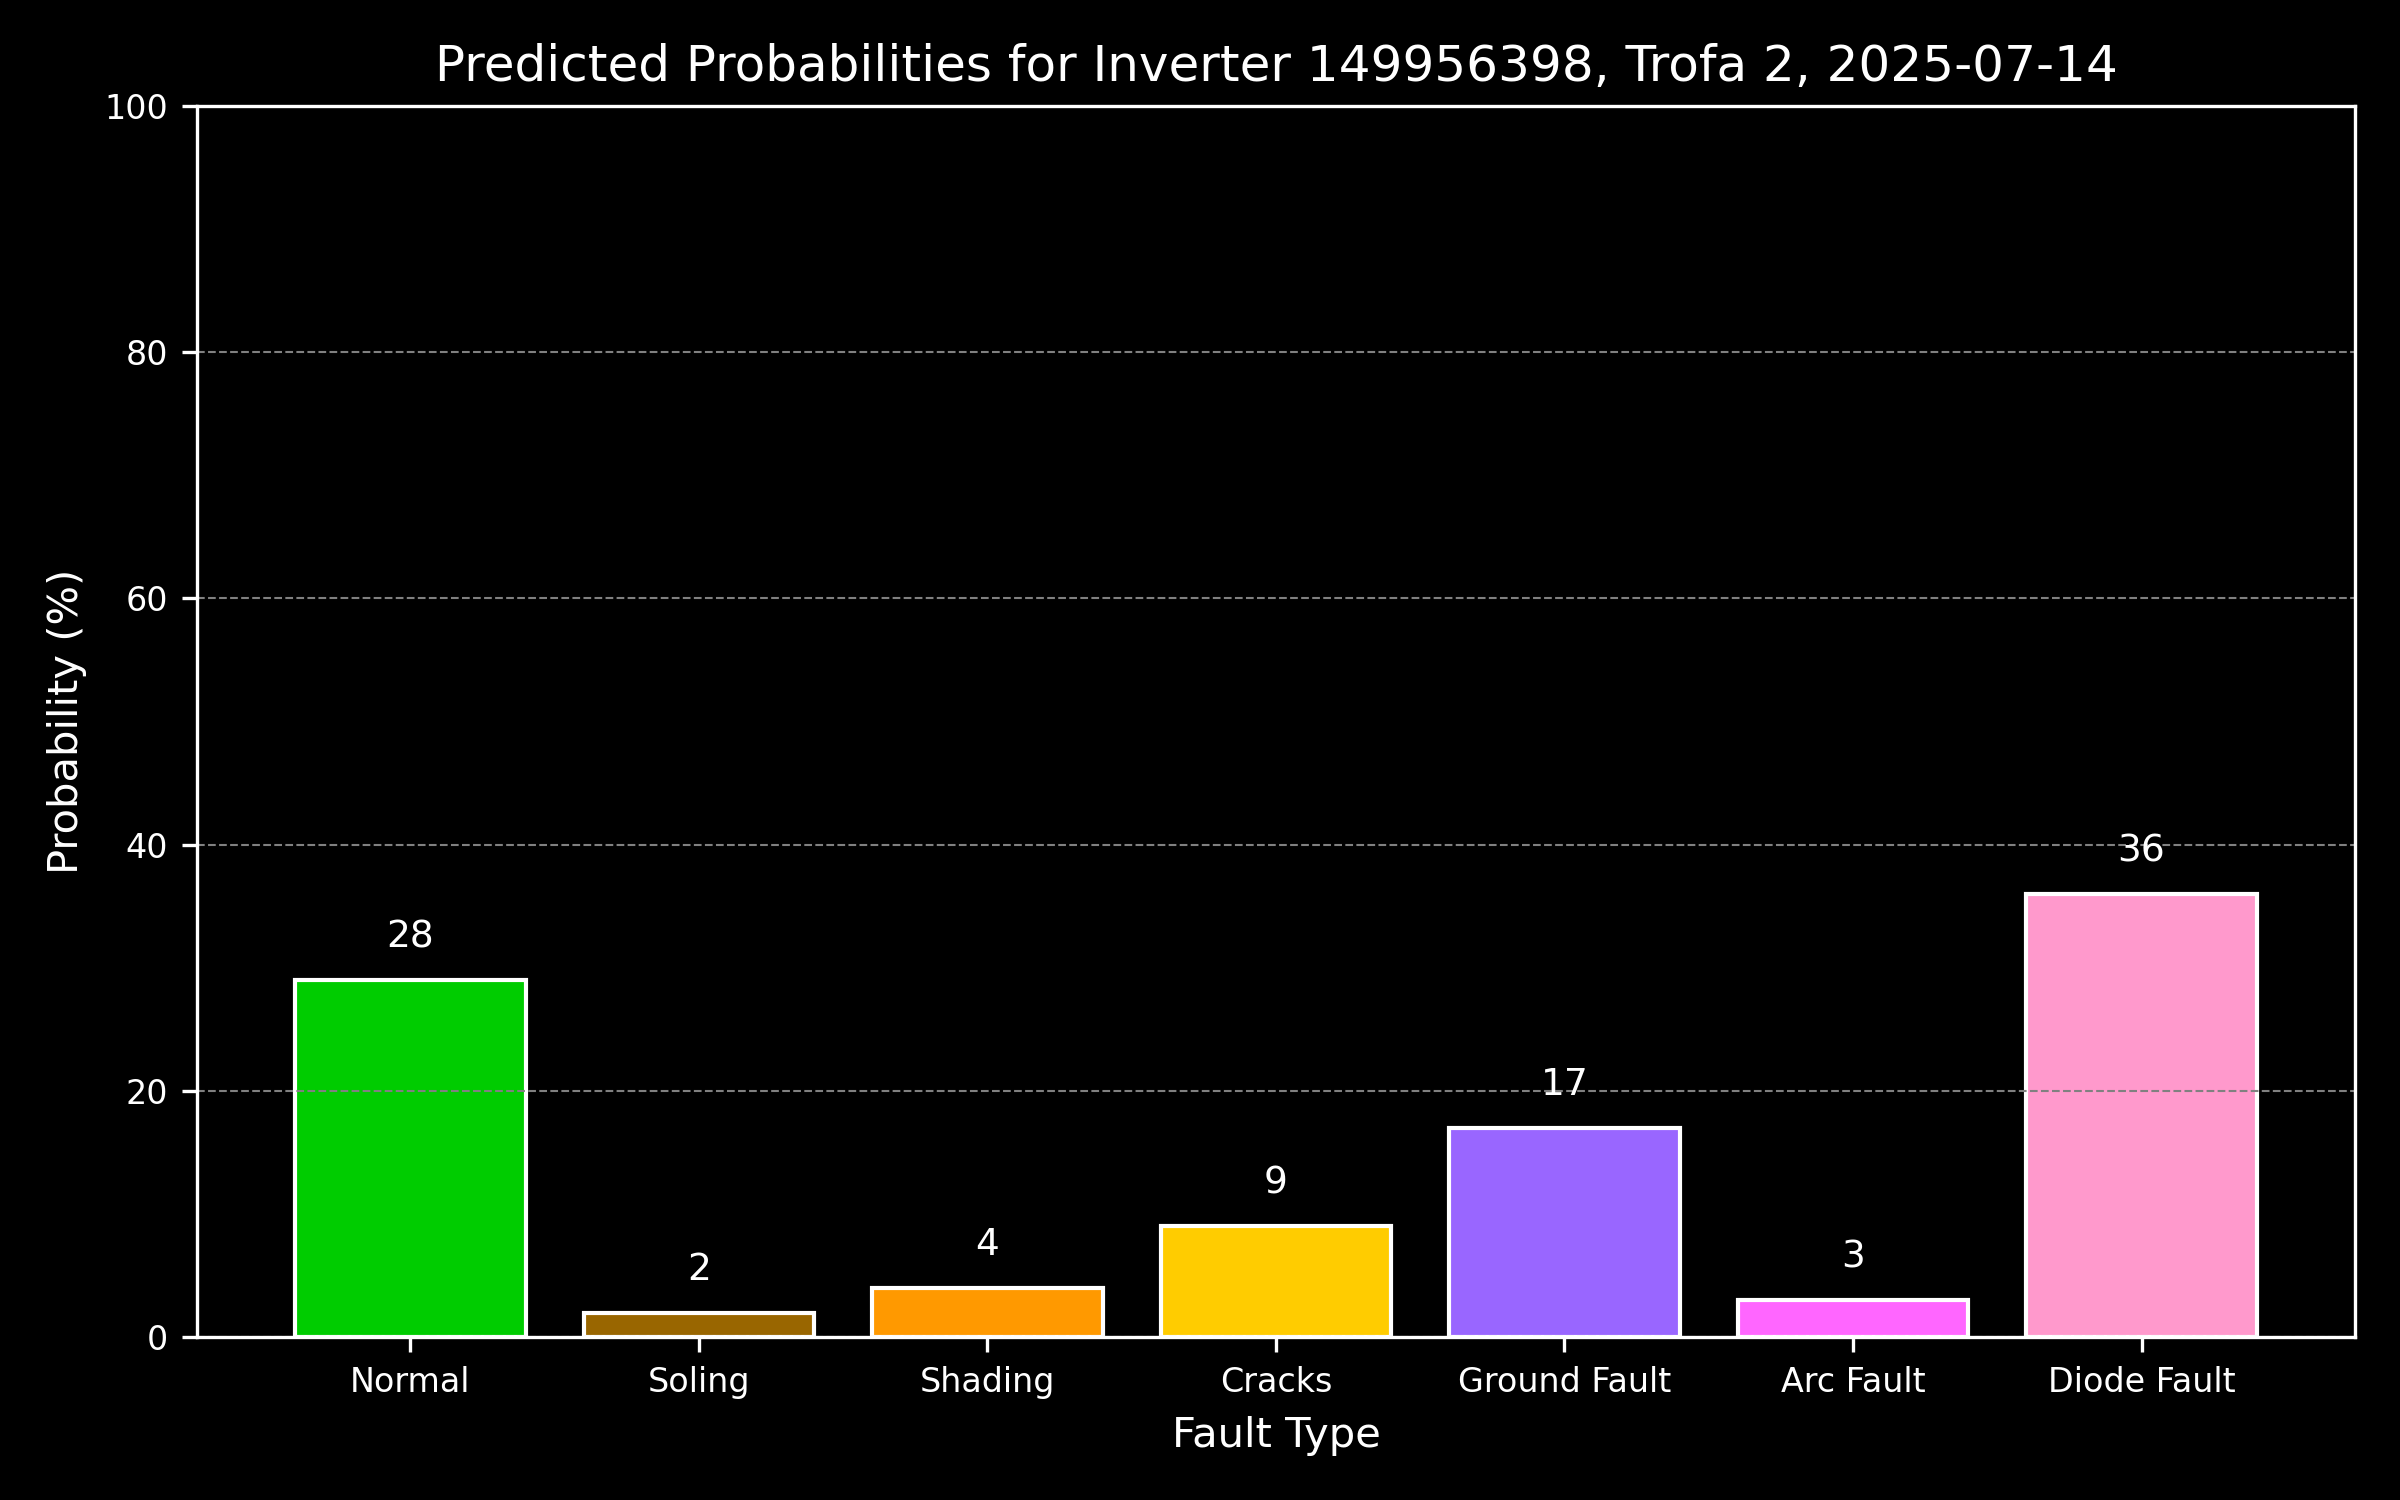 Predicted Probabilities for Inverter 149956398, Trofa 2, 2025-07-14
Probability (%)
100
80
60
40
20
0
28
2
4
9
17
3
36
Normal
Soling
Shading
Cracks
Ground Fault
Arc Fault
Diode Fault
Fault Type